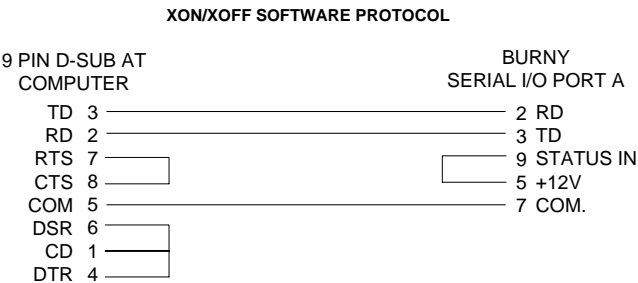 XON/XOFF SOFTWARE PROTOCOL
9 PIN D-SUB AT
COMPUTER
BURNY
SERIAL I/O PORT A
TD 3
2 RD
RD 2
3 TD
RTS 7
9 STATUS IN
CTS 8
5 +12V
COM 5
7 COM.
DSR 6
CD 1
DTR 4